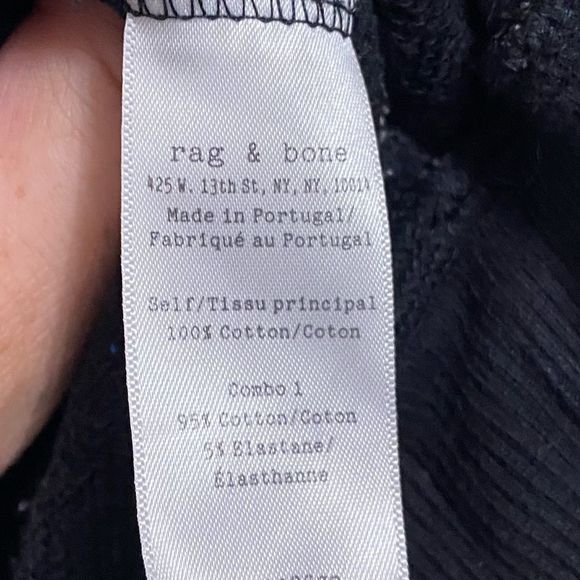 rag & bone
425 W. 13th St, NY, NY, 10014
Made in Portugal/
Fabriqué au Portugal
Self/Tissu principal
100% Cotton/Coton
Combo 1
95% Cotton/Coton
5% Elastane/
Élasthanne